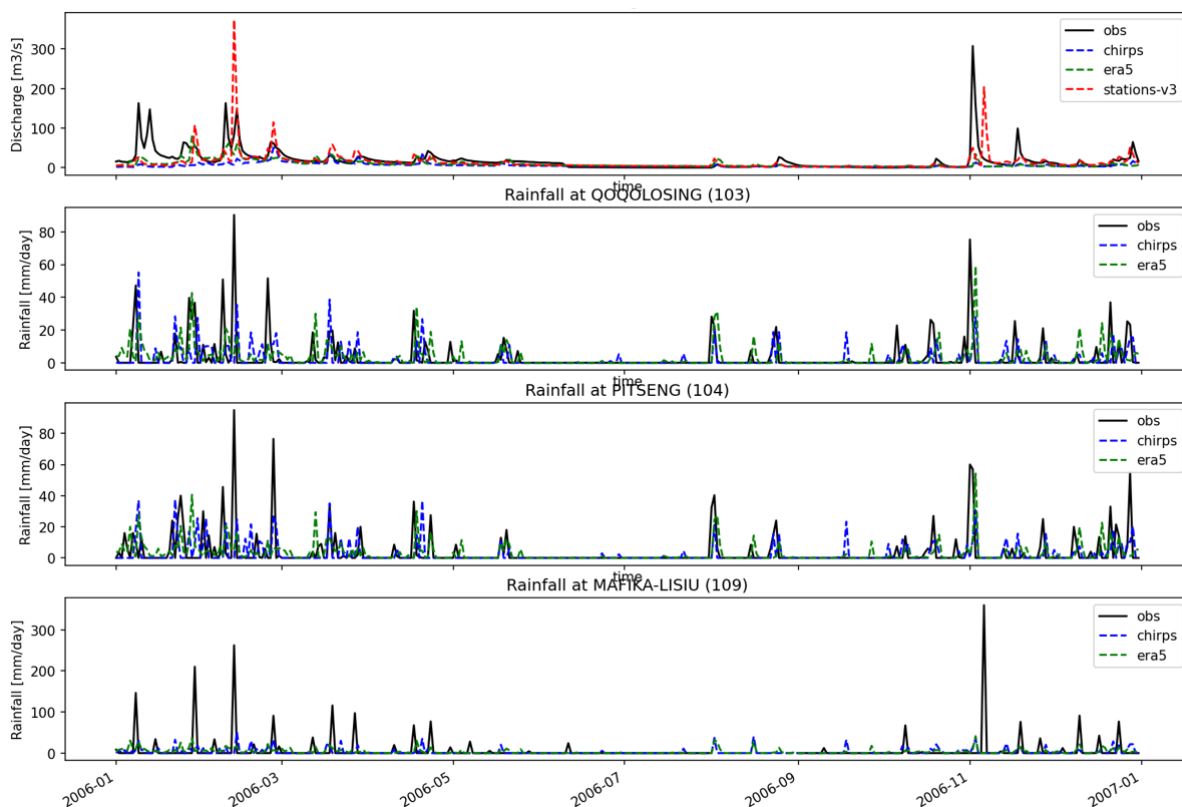 Discharge [m3/s]
300
200
100
0
obs
chirps
era5
stations-v3
time
Rainfall at QOQOLOSING (103)
Rainfall [mm/day]
80
60
40
20
0
obs
chirps
era5
time
Rainfall at PITSENG (104)
Rainfall [mm/day]
80
60
40
20
0
obs
chirps
era5
time
Rainfall at MAFIKA-LISIU (109)
Rainfall [mm/day]
300
200
100
0
obs
chirps
era5
2006-01
2006-03
2006-05
2006-07
2006-09
2006-11
2007-01